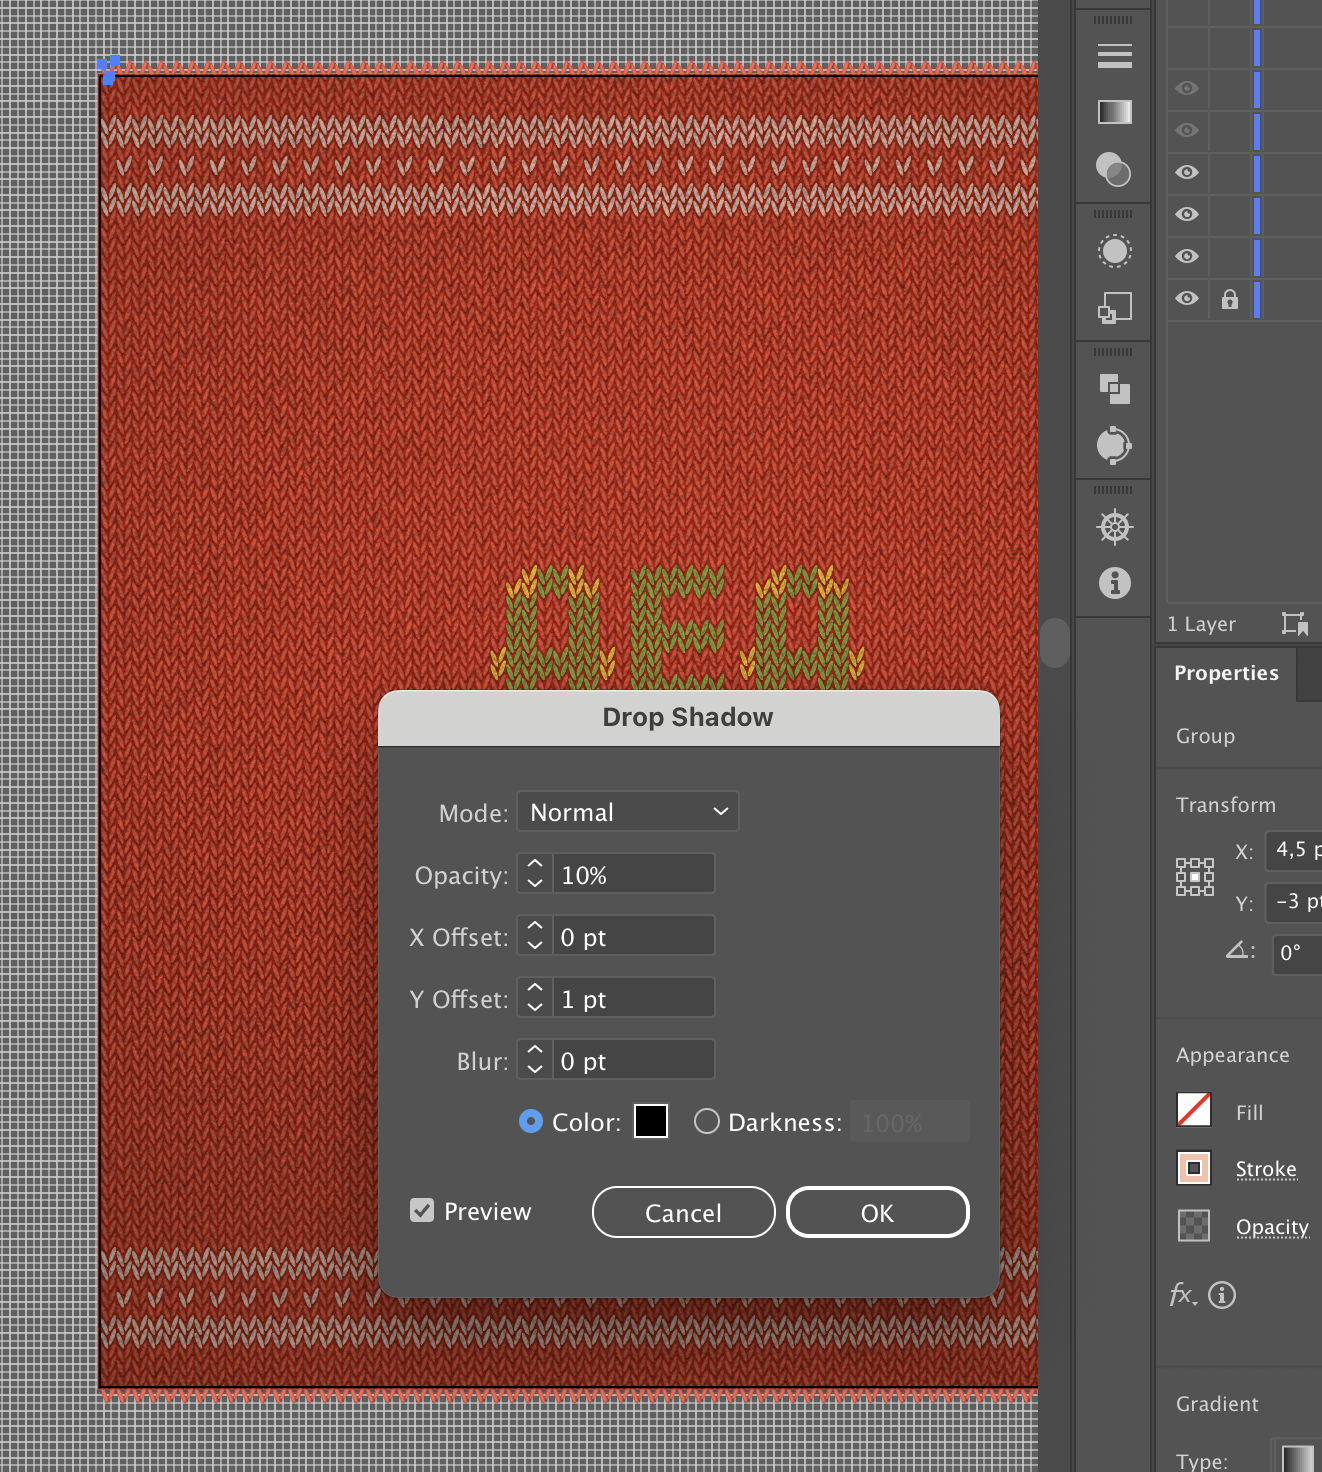 Drop Shadow
Mode: Normal
Opacity: 10%
X Offset: 0 pt
Y Offset: 1 pt
Blur: 0 pt
Color: Darkness: 100%
Preview Cancel OK
1 Layer
Properties
Group
Transform
X: 4,5 p
Y: -3 pt
0°
Appearance
Fill
Stroke
Opacity
fx
Gradient
Type: